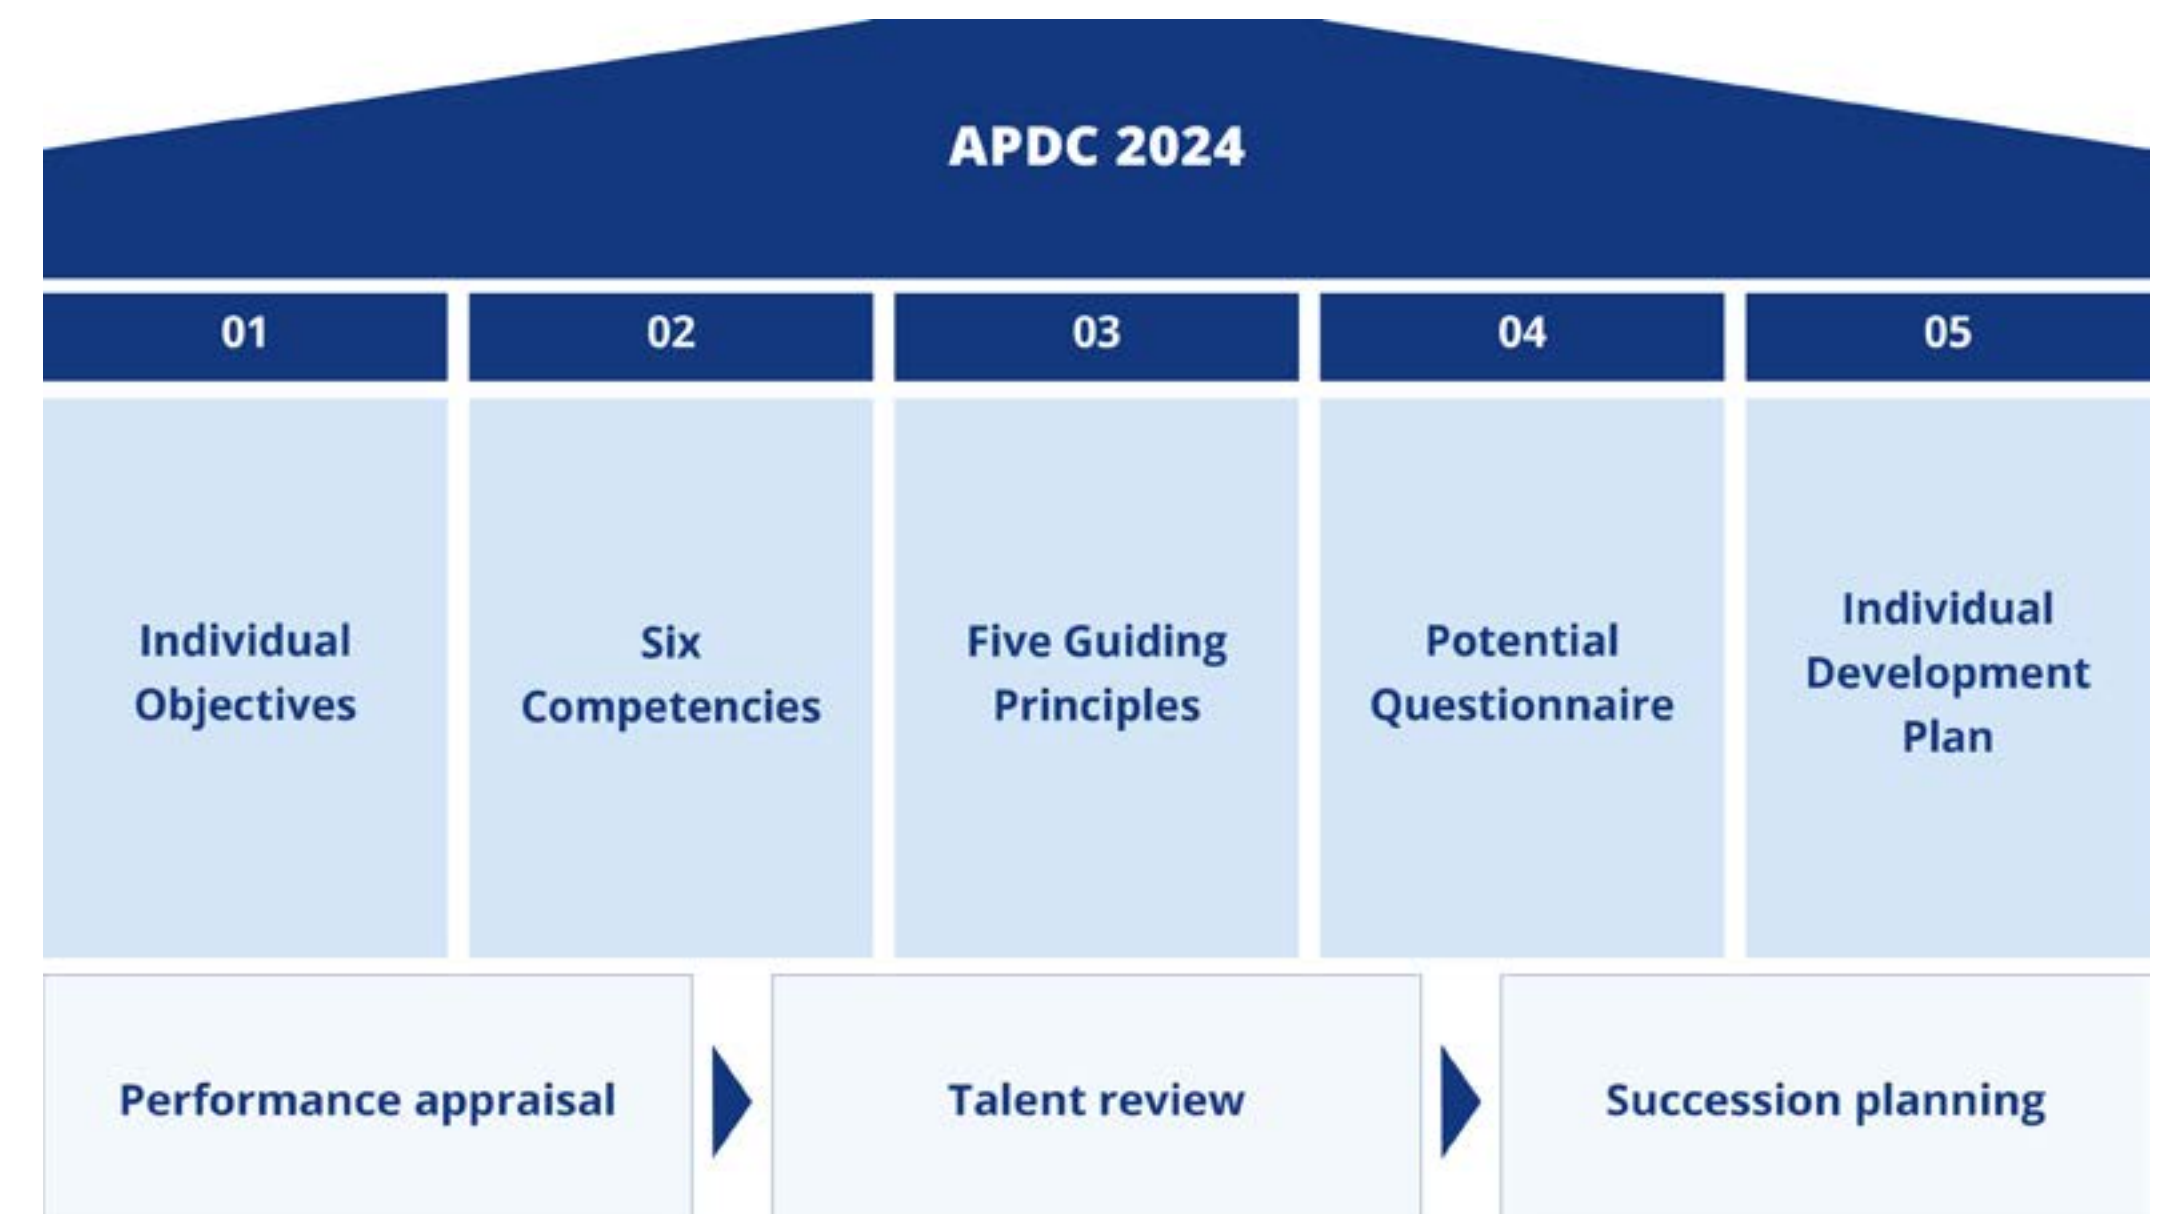 APDC 2024
01
02
03
04
05
Individual
Objectives
Six
Competencies
Five Guiding
Principles
Potential
Questionnaire
Individual
Development
Plan
Performance appraisal
Talent review
Succession planning